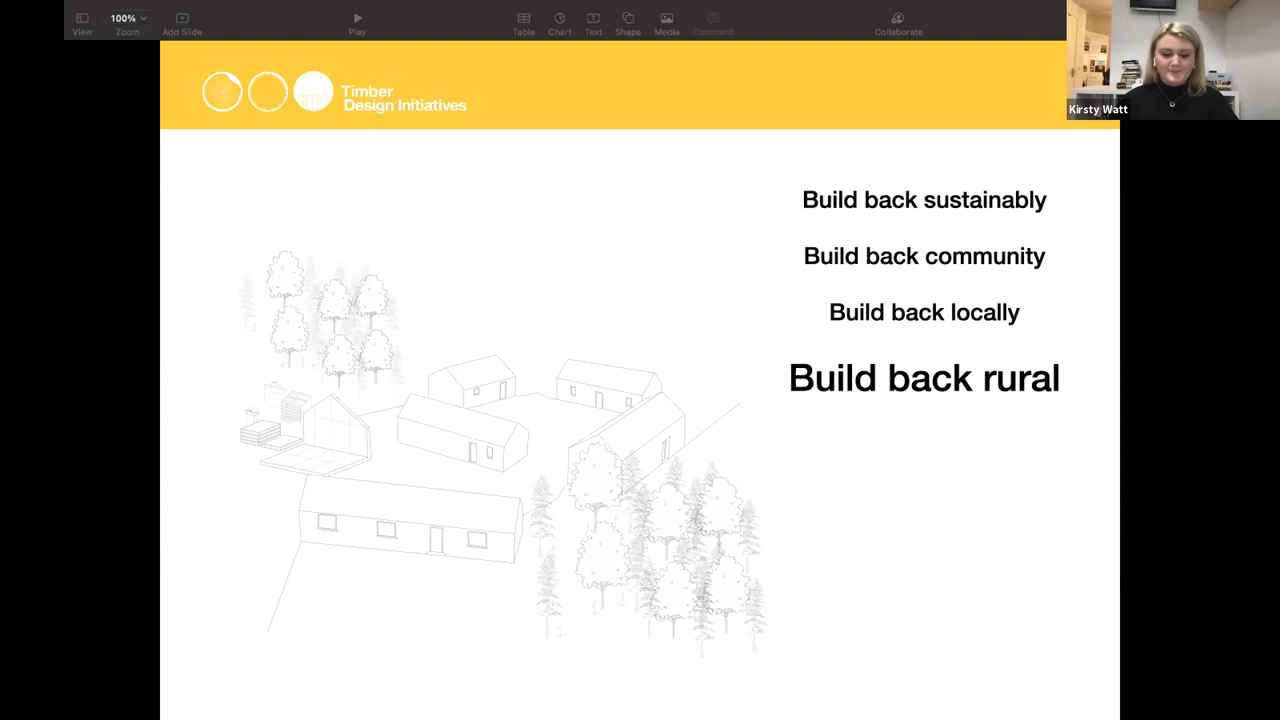 100%
View
Zoom
Add Slide
Play
Table
Chart
Text
Shape
Media
Comment
Collaborate
Kirsty Watt
Timber
Design Initiatives
Build back sustainably
Build back community
Build back locally
Build back rural